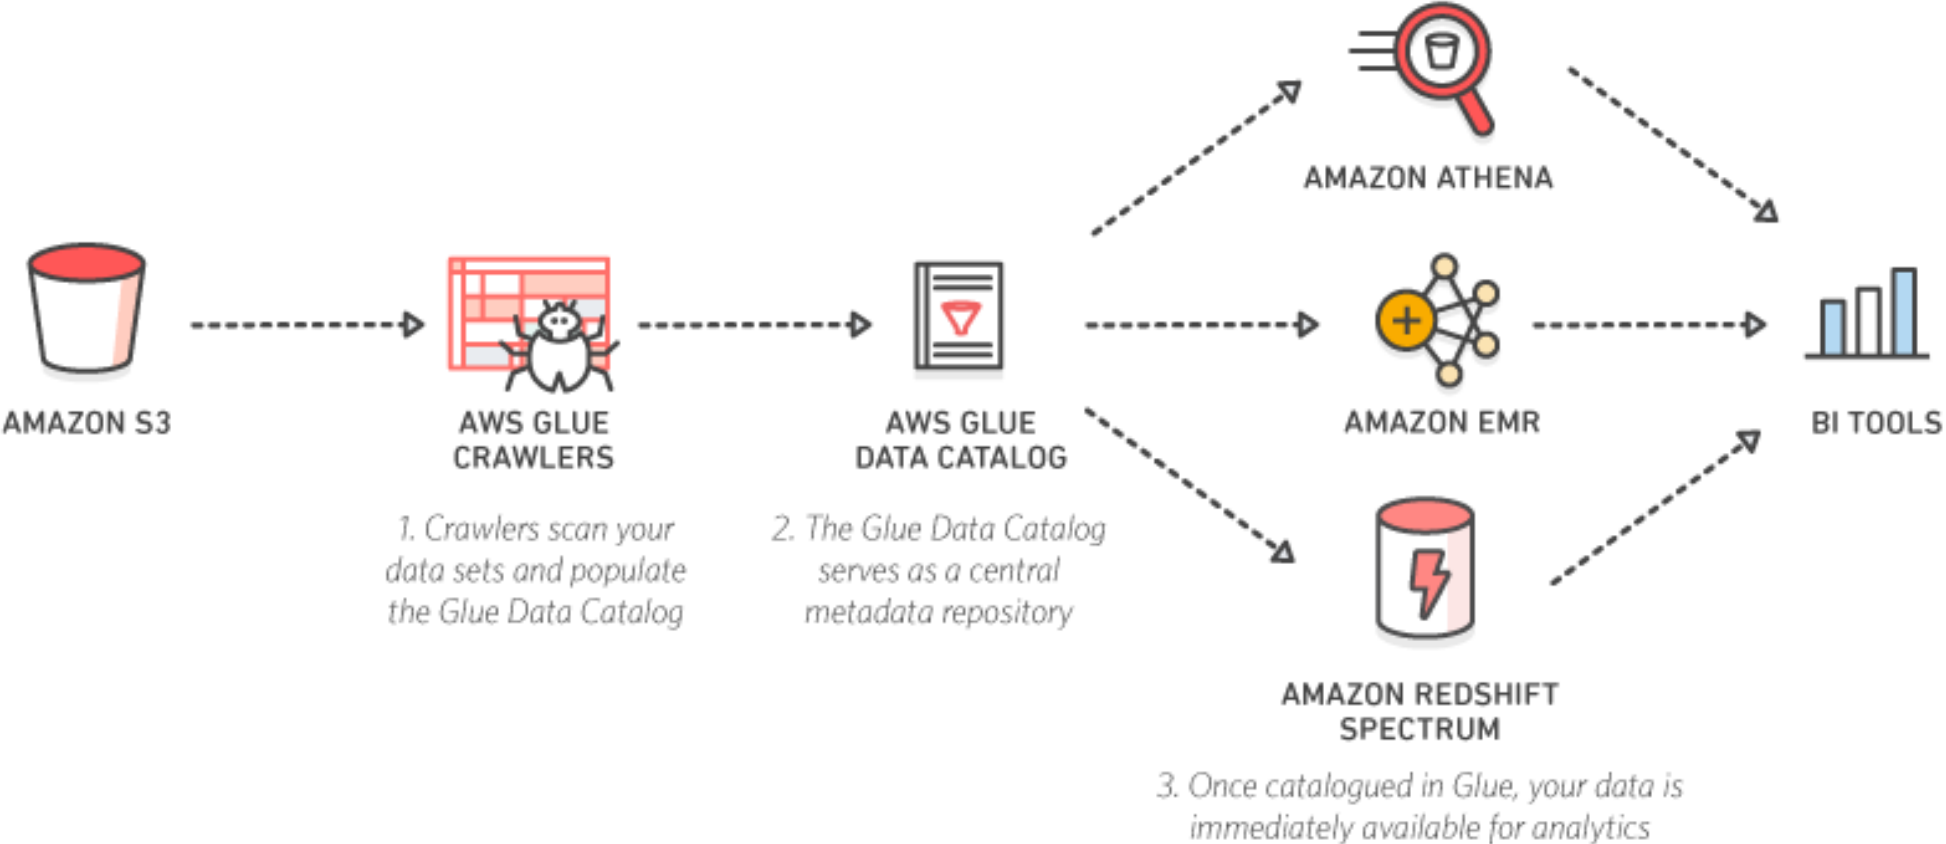 AMAZON S3
AWS GLUE
CRAWLERS
1. Crawlers scan your
data sets and populate
the Glue Data Catalog
AWS GLUE
DATA CATALOG
2. The Glue Data Catalog
serves as a central
metadata repository
AMAZON ATHENA
AMAZON EMR
AMAZON REDSHIFT
SPECTRUM
3. Once catalogued in Glue, your data is
immediately available for analytics
BI TOOLS